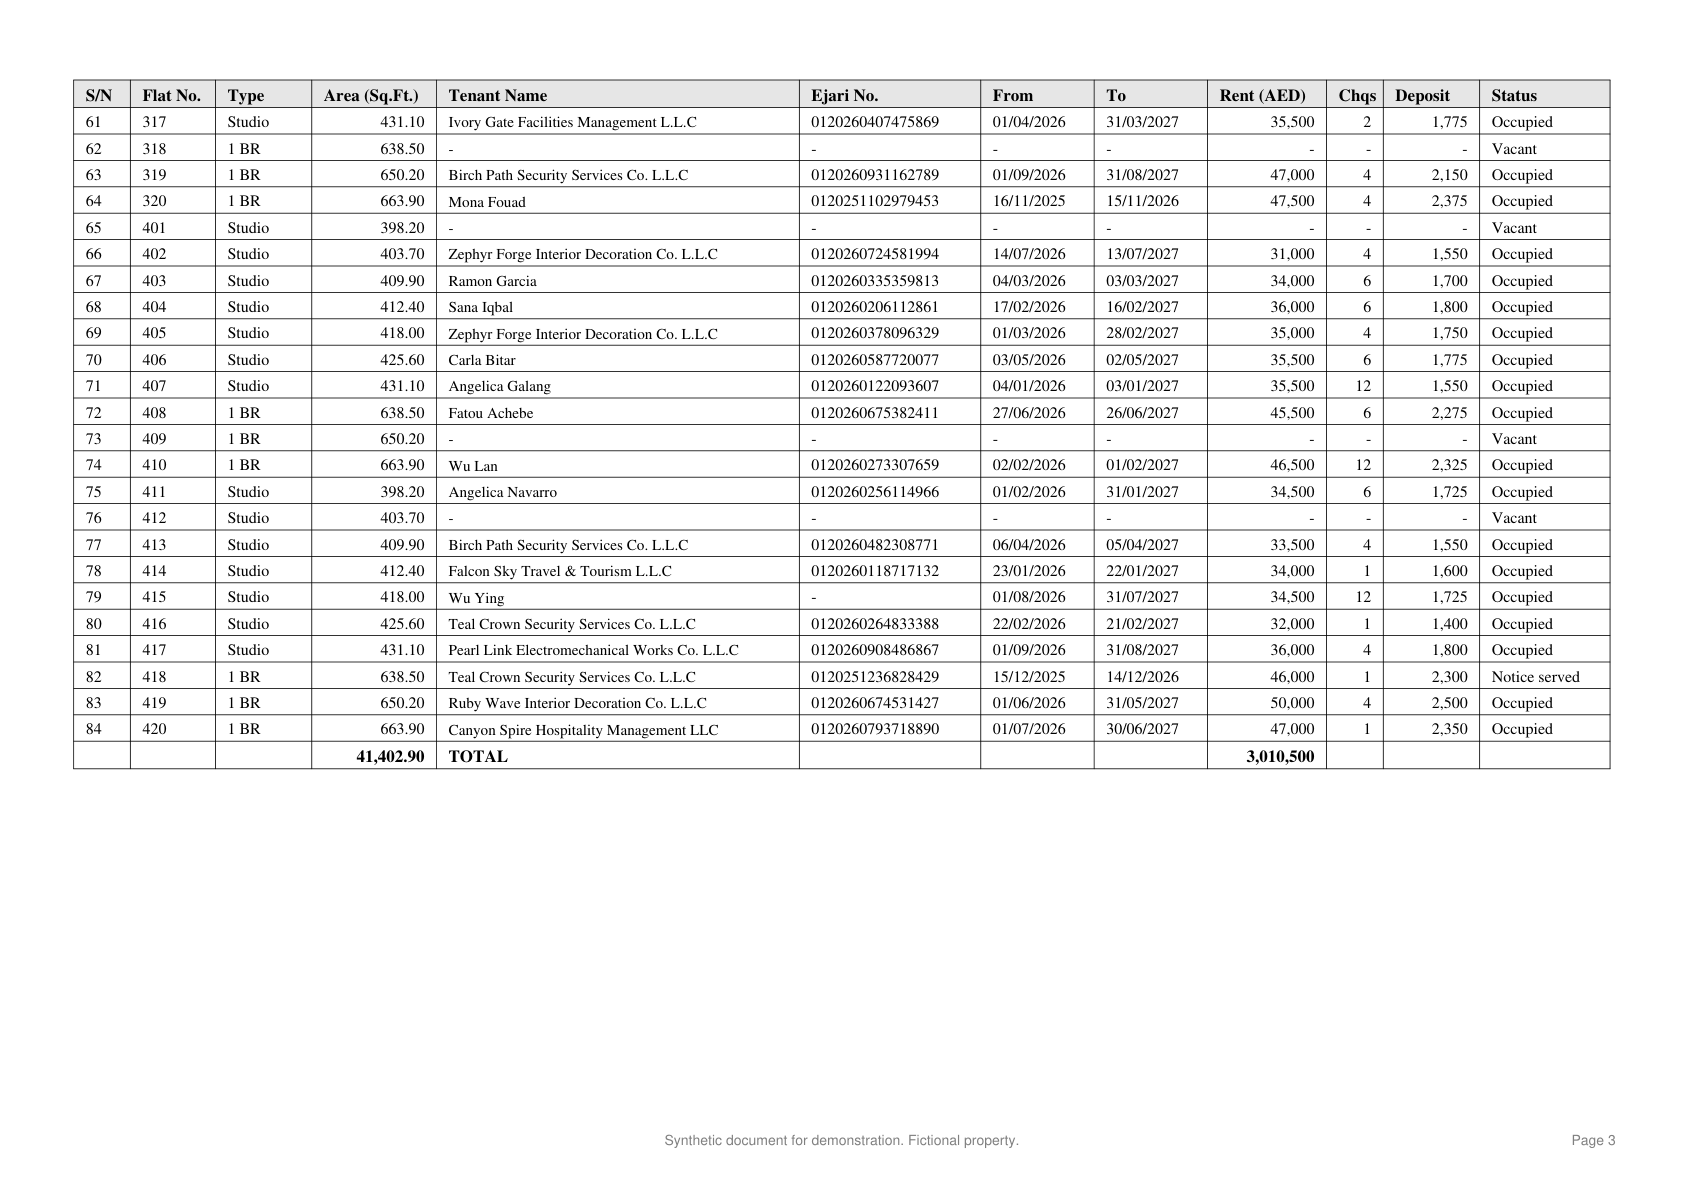 S/N Flat No. Type Area (Sq.Ft.) Tenant Name Ejari No. From To Rent (AED) Chqs Deposit Status
61 317 Studio 431.10 Ivory Gate Facilities Management L.L.C 0120260407475869 01/04/2026 31/03/2027 35,500 2 1,775 Occupied
62 318 1 BR 638.50 - - - - - - - Vacant
63 319 1 BR 650.20 Birch Path Security Services Co. L.L.C 0120260931162789 01/09/2026 31/08/2027 47,000 4 2,150 Occupied
64 320 1 BR 663.90 Mona Fouad 0120251102979453 16/11/2025 15/11/2026 47,500 4 2,375 Occupied
65 401 Studio 398.20 - - - - - - - Vacant
66 402 Studio 403.70 Zephyr Forge Interior Decoration Co. L.L.C 0120260724581994 14/07/2026 13/07/2027 31,000 4 1,550 Occupied
67 403 Studio 409.90 Ramon Garcia 0120260335359813 04/03/2026 03/03/2027 34,000 6 1,700 Occupied
68 404 Studio 412.40 Sana Iqbal 0120260206112861 17/02/2026 16/02/2027 36,000 6 1,800 Occupied
69 405 Studio 418.00 Zephyr Forge Interior Decoration Co. L.L.C 0120260378096329 01/03/2026 28/02/2027 35,000 4 1,750 Occupied
70 406 Studio 425.60 Carla Bitar 0120260587720077 03/05/2026 02/05/2027 35,500 6 1,775 Occupied
71 407 Studio 431.10 Angelica Galang 0120260122093607 04/01/2026 03/01/2027 35,500 12 1,550 Occupied
72 408 1 BR 638.50 Fatou Achebe 0120260675382411 27/06/2026 26/06/2027 45,500 6 2,275 Occupied
73 409 1 BR 650.20 - - - - - - - Vacant
74 410 1 BR 663.90 Wu Lan 0120260273307659 02/02/2026 01/02/2027 46,500 12 2,325 Occupied
75 411 Studio 398.20 Angelica Navarro 0120260256114966 01/02/2026 31/01/2027 34,500 6 1,725 Occupied
76 412 Studio 403.70 - - - - - - - Vacant
77 413 Studio 409.90 Birch Path Security Services Co. L.L.C 0120260482308771 06/04/2026 05/04/2027 33,500 4 1,550 Occupied
78 414 Studio 412.40 Falcon Sky Travel & Tourism L.L.C 0120260118717132 23/01/2026 22/01/2027 34,000 1 1,600 Occupied
79 415 Studio 418.00 Wu Ying - 01/08/2026 31/07/2027 34,500 12 1,725 Occupied
80 416 Studio 425.60 Teal Crown Security Services Co. L.L.C 0120260264833388 22/02/2026 21/02/2027 32,000 1 1,400 Occupied
81 417 Studio 431.10 Pearl Link Electromechanical Works Co. L.L.C 0120260908486867 01/09/2026 31/08/2027 36,000 4 1,800 Occupied
82 418 1 BR 638.50 Teal Crown Security Services Co. L.L.C 0120251236828429 15/12/2025 14/12/2026 46,000 1 2,300 Notice served
83 419 1 BR 650.20 Ruby Wave Interior Decoration Co. L.L.C 0120260674531427 01/06/2026 31/05/2027 50,000 4 2,500 Occupied
84 420 1 BR 663.90 Canyon Spire Hospitality Management LLC 0120260793718890 01/07/2026 30/06/2027 47,000 1 2,350 Occupied
41,402.90 TOTAL 3,010,500
Synthetic document for demonstration. Fictional property. Page 3